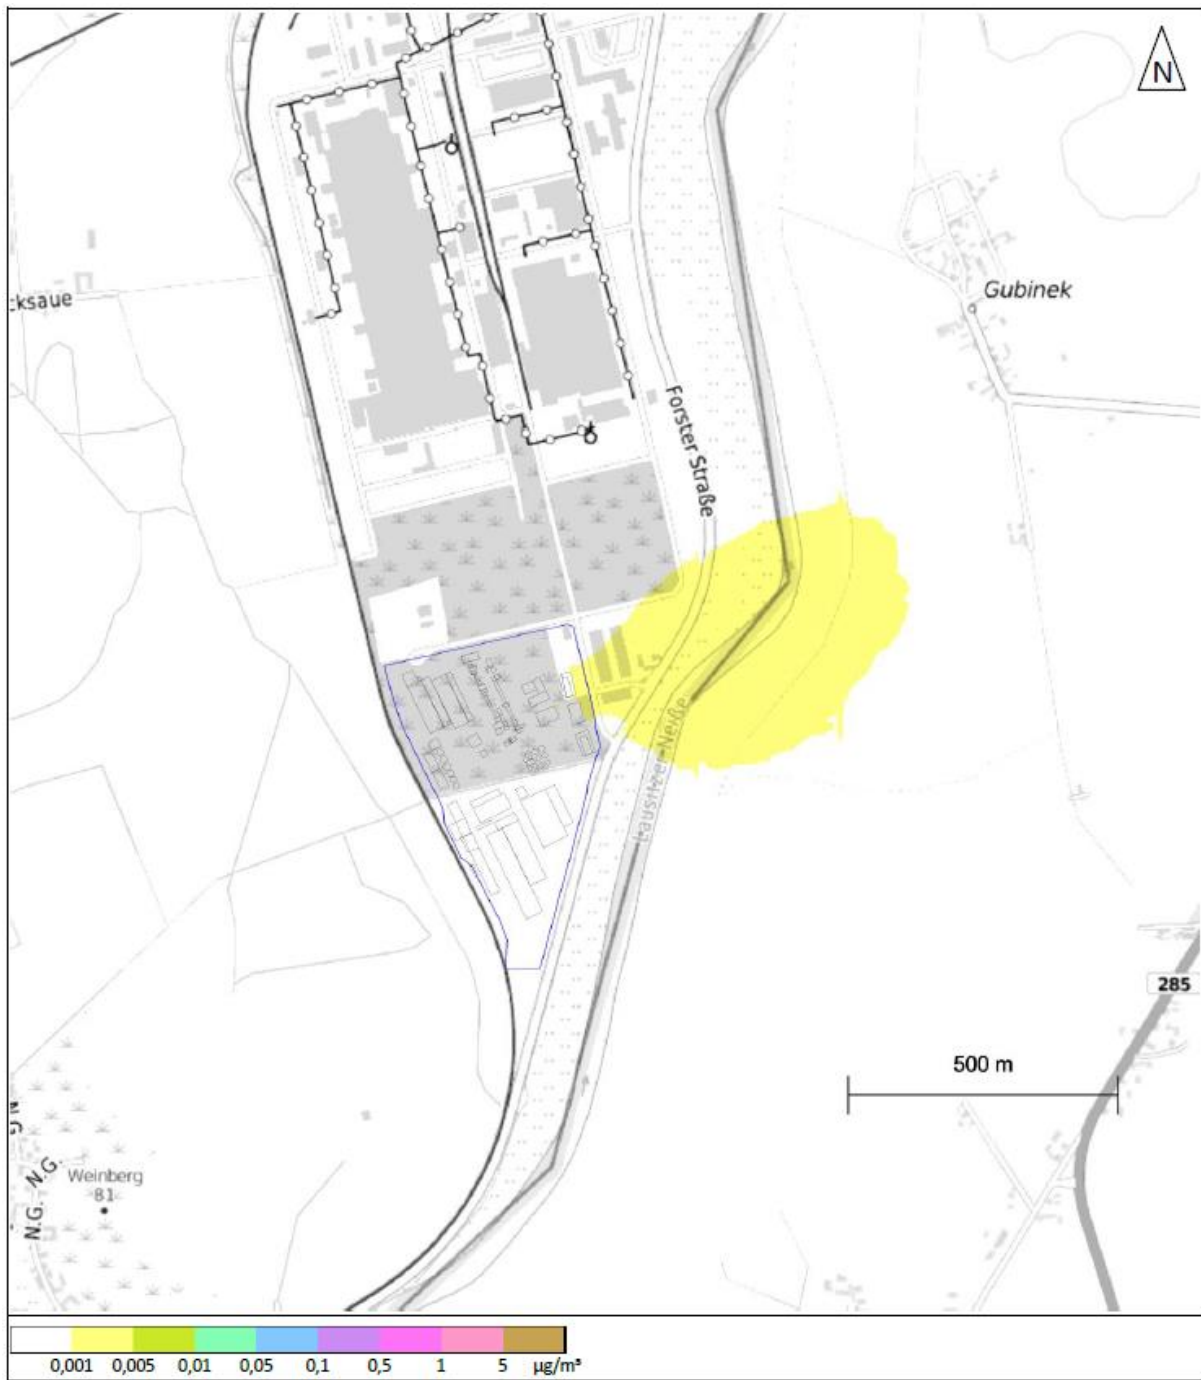 N
cksaue
Gubinek
Forster Straße
Lausitzer Neiße
285
500 m
Weinberg
81
N.G.
N.G.
0,001 0,005 0,01 0,05 0,1 0,5 1 5 µg/m³